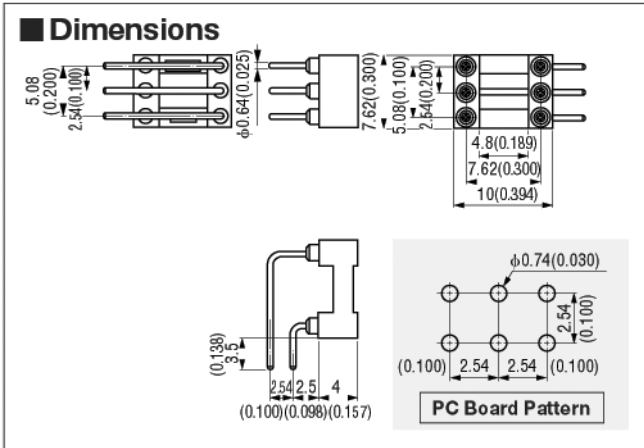 ■ Dimensions
5.08
(0.200)
2.54(0.100)
ϕ0.64(0.025)
7.62(0.300)
5.08(0.100)
2.54(0.200)
4.8(0.189)
7.62(0.300)
10(0.394)
(0.138)
3.5
2.54 2.5 4
(0.100)(0.098)(0.157)
ϕ0.74(0.030)
2.54
(0.100)
(0.100) 2.54 2.54 (0.100)
PC Board Pattern